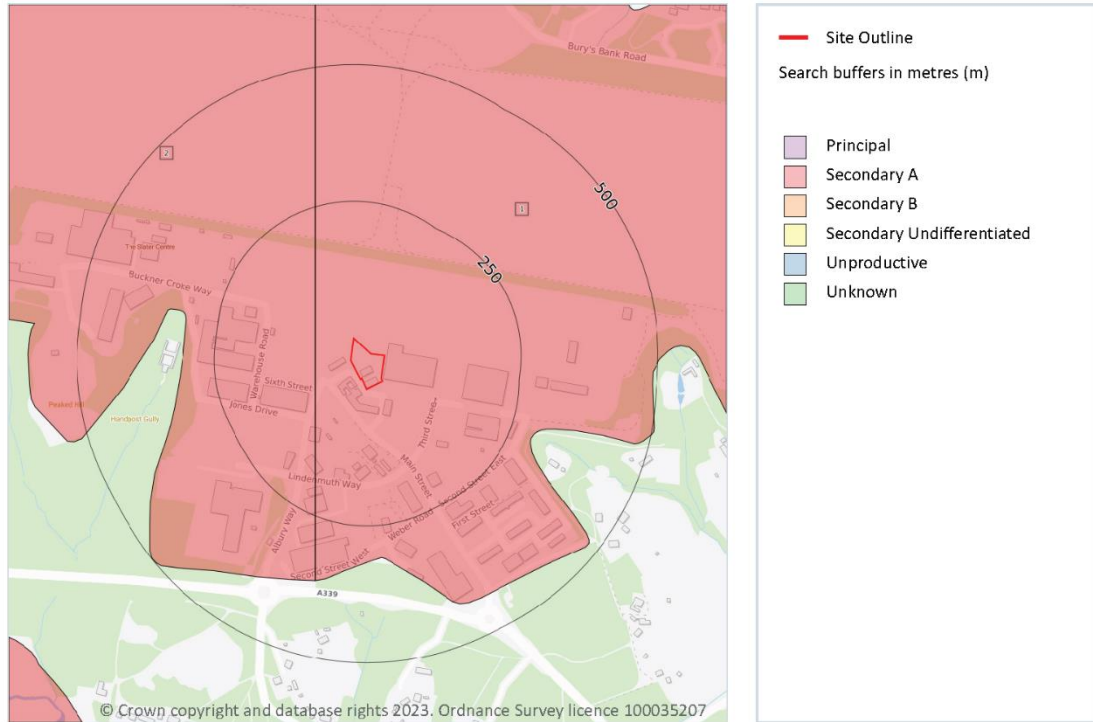 Bury's Bank Road
2
500
1
250
Buckner Croke Way
Warehouse Road
Sixth Street
Jones Drive
Peaked Hill
Handpost Gully
Third Street
Main Street
Lindenmuth Way
Second Street East
First Street
Weber Road
Albury Way
Second Street West
A339
© Crown copyright and database rights 2023. Ordnance Survey licence 100035207
Site Outline
Search buffers in metres (m)
Principal
Secondary A
Secondary B
Secondary Undifferentiated
Unproductive
Unknown